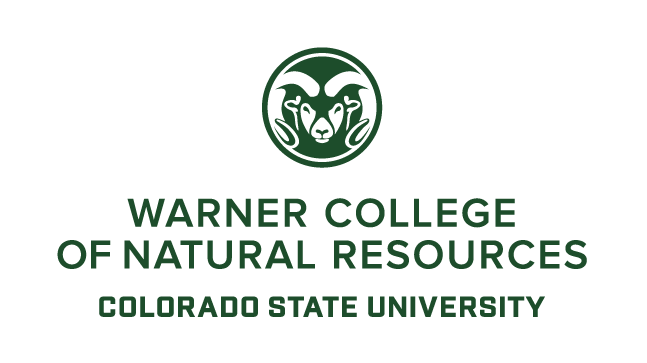 WARNER COLLEGE
OF NATURAL RESOURCES
COLORADO STATE UNIVERSITY